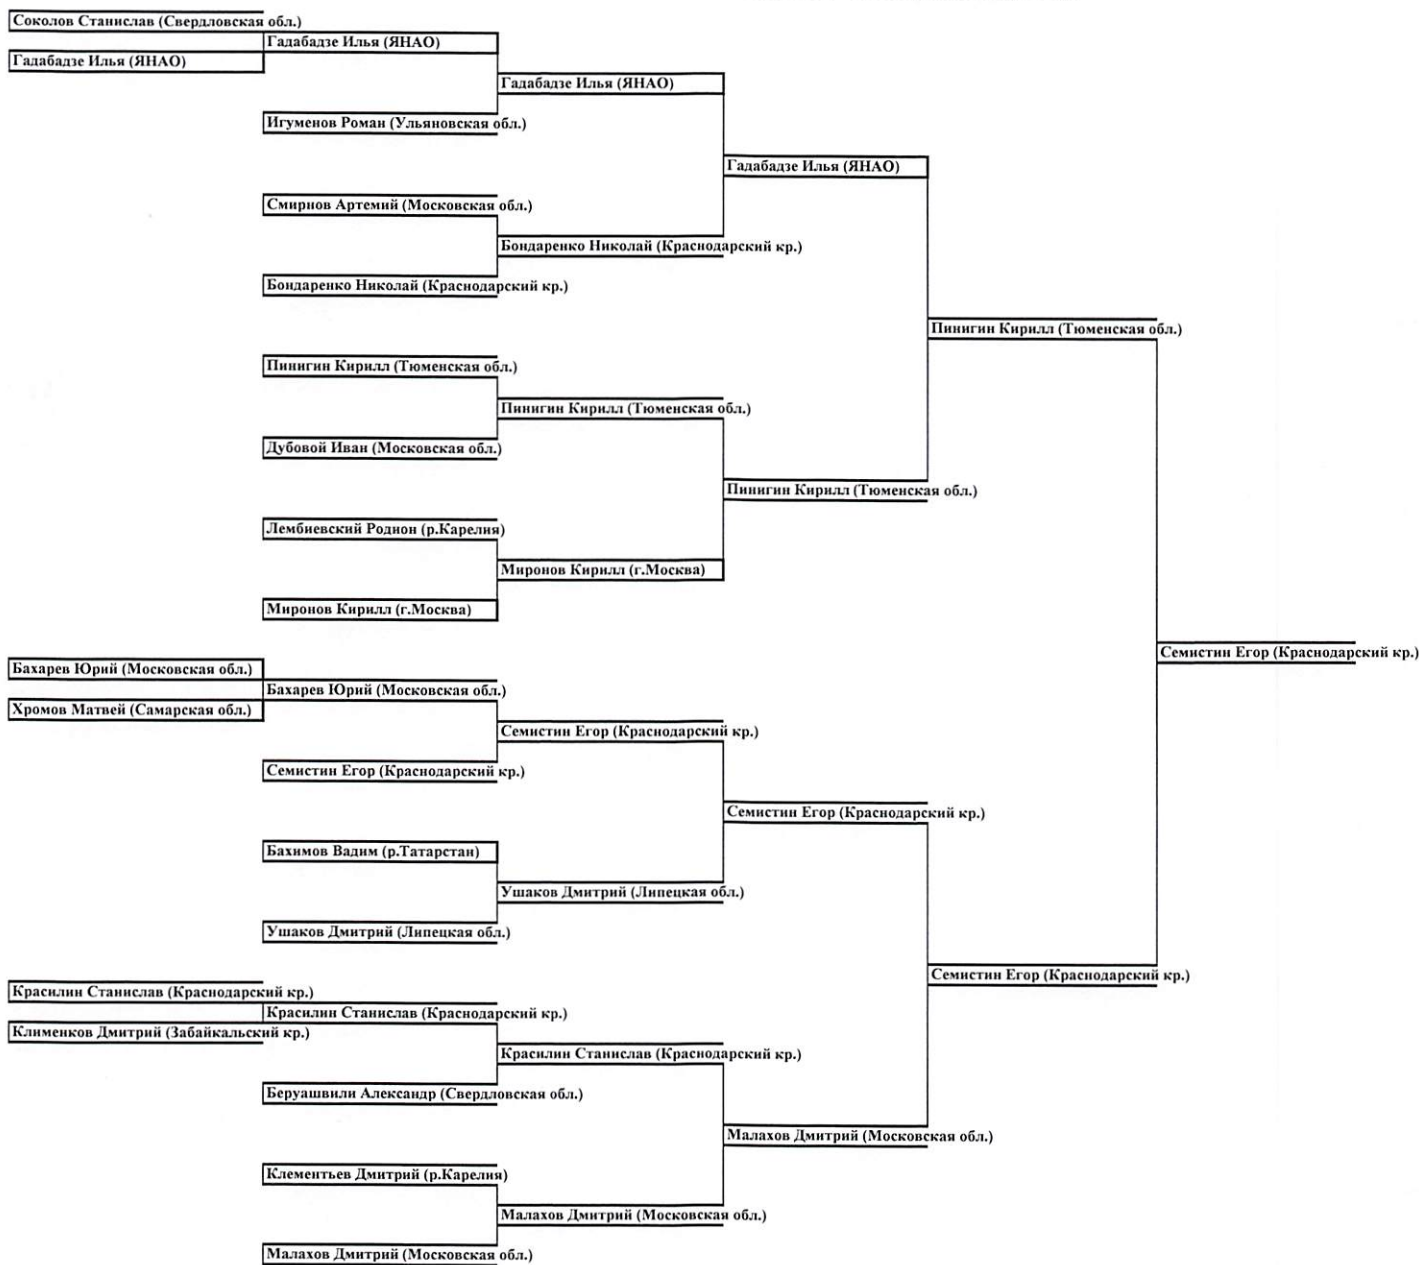 Соколов Станислав (Свердловская обл.)
Гадабадзе Илья (ЯНАО)
Гадабадзе Илья (ЯНАО)
Гадабадзе Илья (ЯНАО)
Игуменов Роман (Ульяновская обл.)
Гадабадзе Илья (ЯНАО)
Смирнов Артемий (Московская обл.)
Бондаренко Николай (Краснодарский кр.)
Бондаренко Николай (Краснодарский кр.)
Пинигин Кирилл (Тюменская обл.)
Пинигин Кирилл (Тюменская обл.)
Пинигин Кирилл (Тюменская обл.)
Дубовой Иван (Московская обл.)
Пинигин Кирилл (Тюменская обл.)
Лембиевский Родион (р.Карелия)
Миронов Кирилл (г.Москва)
Миронов Кирилл (г.Москва)
Семистин Егор (Краснодарский кр.)
Бахарев Юрий (Московская обл.)
Бахарев Юрий (Московская обл.)
Хромов Матвей (Самарская обл.)
Семистин Егор (Краснодарский кр.)
Семистин Егор (Краснодарский кр.)
Семистин Егор (Краснодарский кр.)
Бахимов Вадим (р.Татарстан)
Ушаков Дмитрий (Липецкая обл.)
Ушаков Дмитрий (Липецкая обл.)
Семистин Егор (Краснодарский кр.)
Красилин Станислав (Краснодарский кр.)
Красилин Станислав (Краснодарский кр.)
Клименков Дмитрий (Забайкальский кр.)
Красилин Станислав (Краснодарский кр.)
Беруашвили Александр (Свердловская обл.)
Малахов Дмитрий (Московская обл.)
Клементьев Дмитрий (р.Карелия)
Малахов Дмитрий (Московская обл.)
Малахов Дмитрий (Московская обл.)